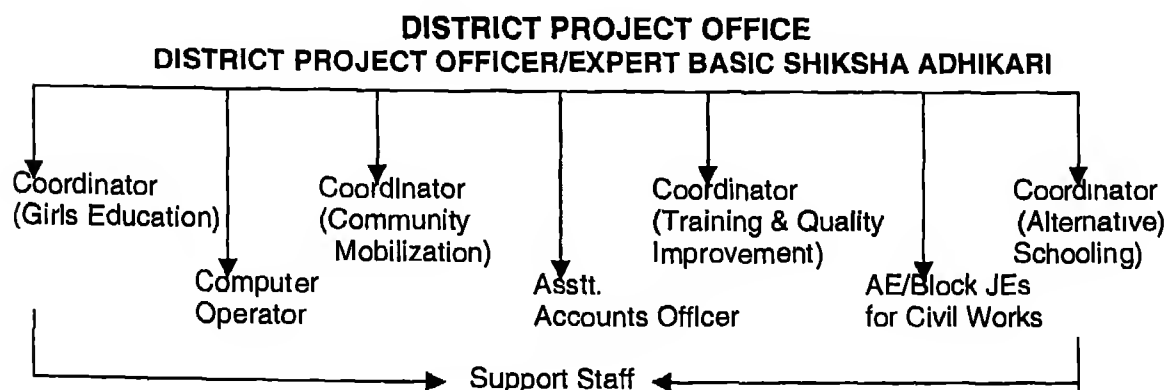 DISTRICT PROJECT OFFICE
DISTRICT PROJECT OFFICER/EXPERT BASIC SHIKSHA ADHIKARI
Coordinator
(Girls Education)
Computer
Operator
Coordinator
(Community
Mobilization)
Asstt.
Accounts Officer
Coordinator
(Training & Quality
Improvement)
AE/Block JEs
for Civil Works
Coordinator
(Alternative)
Schooling)
Support Staff